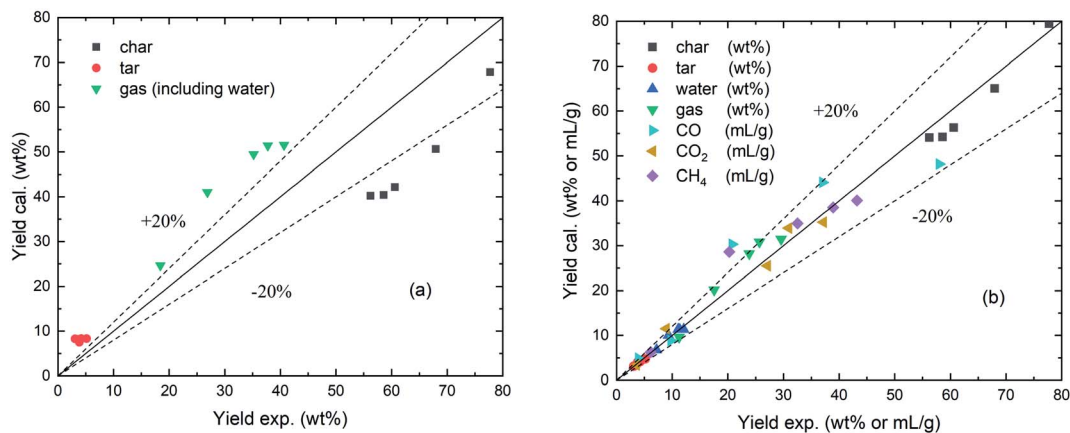 80
70
60
50
40
30
20
10
0
Yield cal. (wt%)
char
tar
gas (including water)
+20%
-20%
(a)
0 10 20 30 40 50 60 70 80
Yield exp. (wt%)
80
70
60
50
40
30
20
10
0
Yield cal. (wt% or mL/g)
char (wt%)
tar (wt%)
water (wt%)
gas (wt%)
CO (mL/g)
CO₂ (mL/g)
CH₄ (mL/g)
+20%
-20%
(b)
0 10 20 30 40 50 60 70 80
Yield exp. (wt% or mL/g)